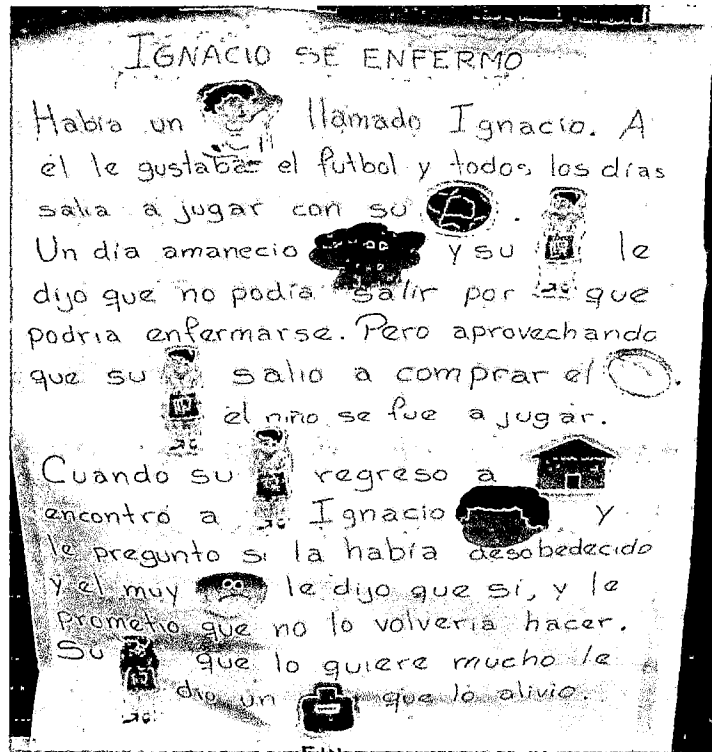 IGNACIO SE ENFERMO
Había un llamado Ignacio. A
él le gustaba el futbol y todos los días
salia a jugar con su .
Un día amanecio y su le
dijo que no podía salir por que
podria enfermarse. Pero aprovechando
que su salio a comprar el .
el niño se fue a jugar.
Cuando su regreso a
encontró a Ignacio y
le pregunto si la había desobedecido
y el muy le dijo que si, y le
prometio que no lo volveria hacer.
Su que lo quiere mucho le
dio un que lo alivio.